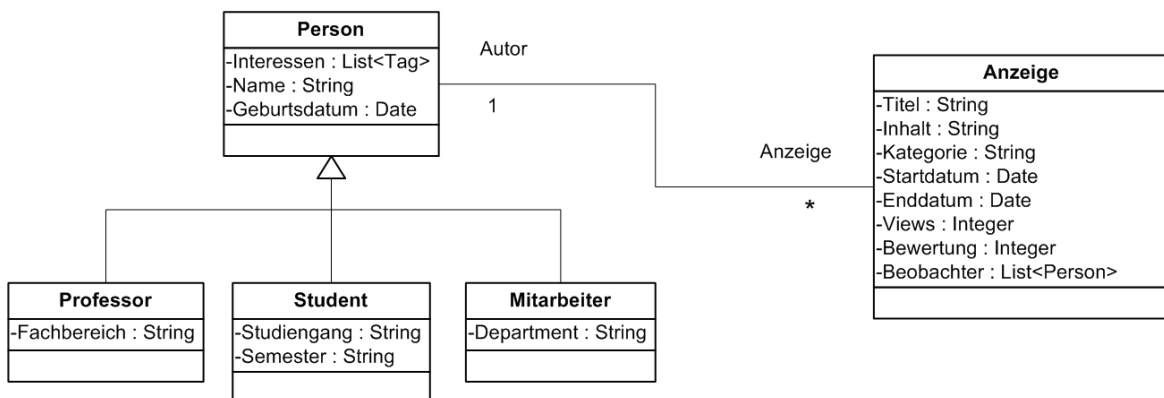 Person
-Interessen : List<Tag>
-Name : String
-Geburtsdatum : Date
Autor
1
Anzeige
*
Anzeige
-Titel : String
-Inhalt : String
-Kategorie : String
-Startdatum : Date
-Enddatum : Date
-Views : Integer
-Bewertung : Integer
-Beobachter : List<Person>
Professor
-Fachbereich : String
Student
-Studiengang : String
-Semester : String
Mitarbeiter
-Department : String